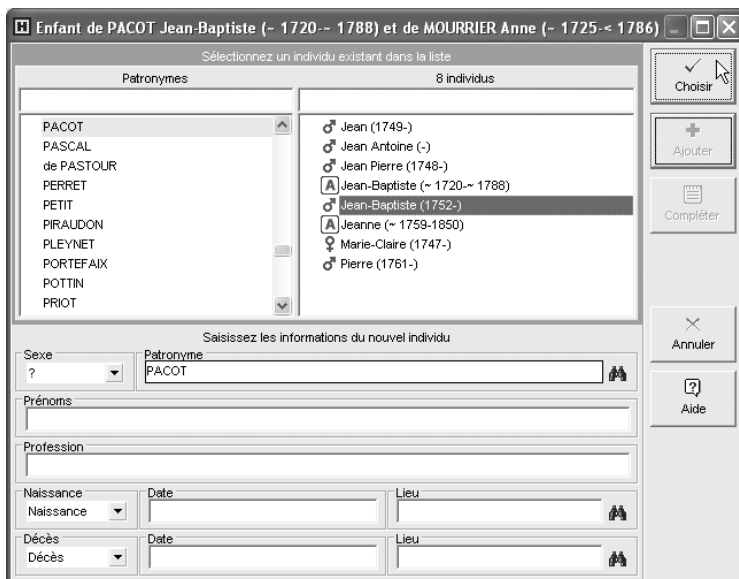 H Enfant de PACOT Jean-Baptiste (~ 1720-~ 1788) et de MOURRIER Anne (~ 1725-< 1786)
Sélectionnez un individu existant dans la liste
Patronymes
8 individus
PACOT
PASCAL
de PASTOUR
PERRET
PETIT
PIRAUDON
PLEYNET
PORTEFAIX
POTTIN
PRIOT
Jean (1749-)
Jean Antoine (-)
Jean Pierre (1748-)
A Jean-Baptiste (~ 1720-~ 1788)
Jean-Baptiste (1752-)
A Jeanne (~ 1759-1850)
Marie-Claire (1747-)
Pierre (1761-)
Choisir
Ajouter
Compléter
Annuler
Aide
Saisissez les informations du nouvel individu
Sexe
?
Patronyme
PACOT
Prénoms
Profession
Naissance
Naissance
Date
Lieu
Décès
Décès
Date
Lieu